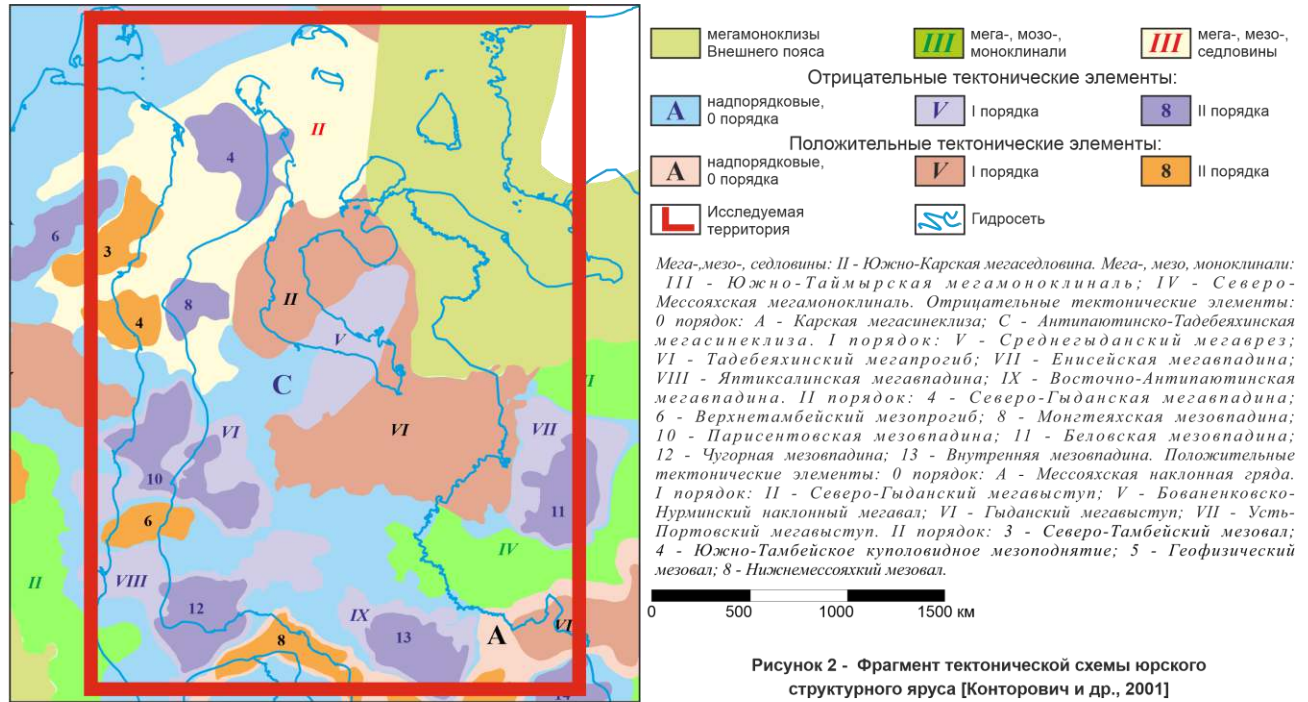 II
4
6
3
II
8
4
V
C
II
VI
VII
VI
10
11
6
IV
II
VIII
12
IX
13
8
A
VI
14
мегамоноклизы
Внешнего пояса
III
мега-, мозо-,
моноклинали
III
мега-, мезо-,
седловины
Отрицательные тектонические элементы:
A
надпорядковые,
0 порядка
V
I порядка
8
II порядка
Положительные тектонические элементы:
A
надпорядковые,
0 порядка
V
I порядка
8
II порядка
Исследуемая
территория
Гидросеть
Мега-,мезо-, седловины: II - Южно-Карская мегаседловина. Мега-, мезо, моноклинали:
III - Южно-Таймырская мегамоноклиналь; IV - Северо-
Мессояхская мегамоноклиналь. Отрицательные тектонические элементы:
0 порядок: А - Карская мегасинеклиза; С - Антипаютинско-Тадебеяхинская
мегасинеклиза. I порядок: V - Среднегыданский мегаврез;
VI - Тадебеяхинский мегапрогиб; VII - Енисейская мегавпадина;
VIII - Яптиксалинская мегавпадина; IX - Восточно-Антипаютинская
мегавпадина. II порядок: 4 - Северо-Гыданская мегавпадина;
6 - Верхнетамбейский мезопрогиб; 8 - Монгтеяхская мезовпадина;
10 - Парисентовская мезовпадина; 11 - Беловская мезовпадина;
12 - Чугорная мезовпадина; 13 - Внутренняя мезовпадина. Положительные
тектонические элементы: 0 порядок: А - Мессояхская наклонная гряда.
I порядок: II - Северо-Гыданский мегавыступ; V - Бованенковско-
Нурминский наклонный мегавал; VI - Гыданский мегавыступ; VII - Усть-
Портовский мегавыступ. II порядок: 3 - Северо-Тамбейский мезовал;
4 - Южно-Тамбейское куполовидное мезоподнятие; 5 - Геофизический
мезовал; 8 - Нижнемессояхкий мезовал.
0 500 1000 1500 км
Рисунок 2 - Фрагмент тектонической схемы юрского
структурного яруса [Конторович и др., 2001]